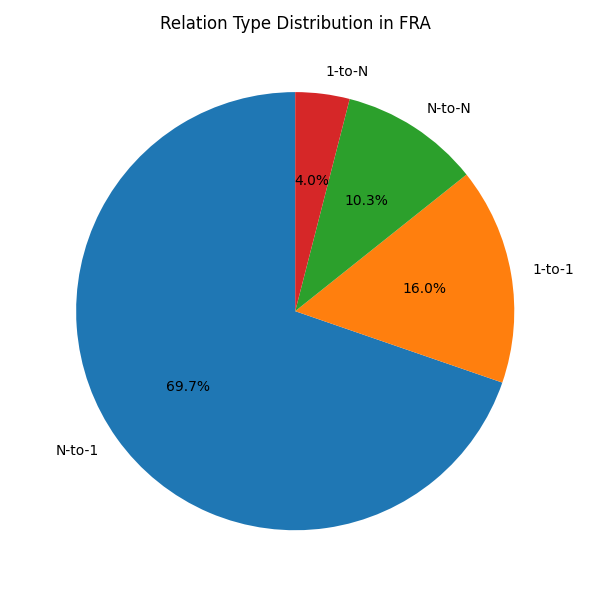 Relation Type Distribution in FRA
1-to-N
N-to-N
4.0%
10.3%
1-to-1
16.0%
69.7%
N-to-1